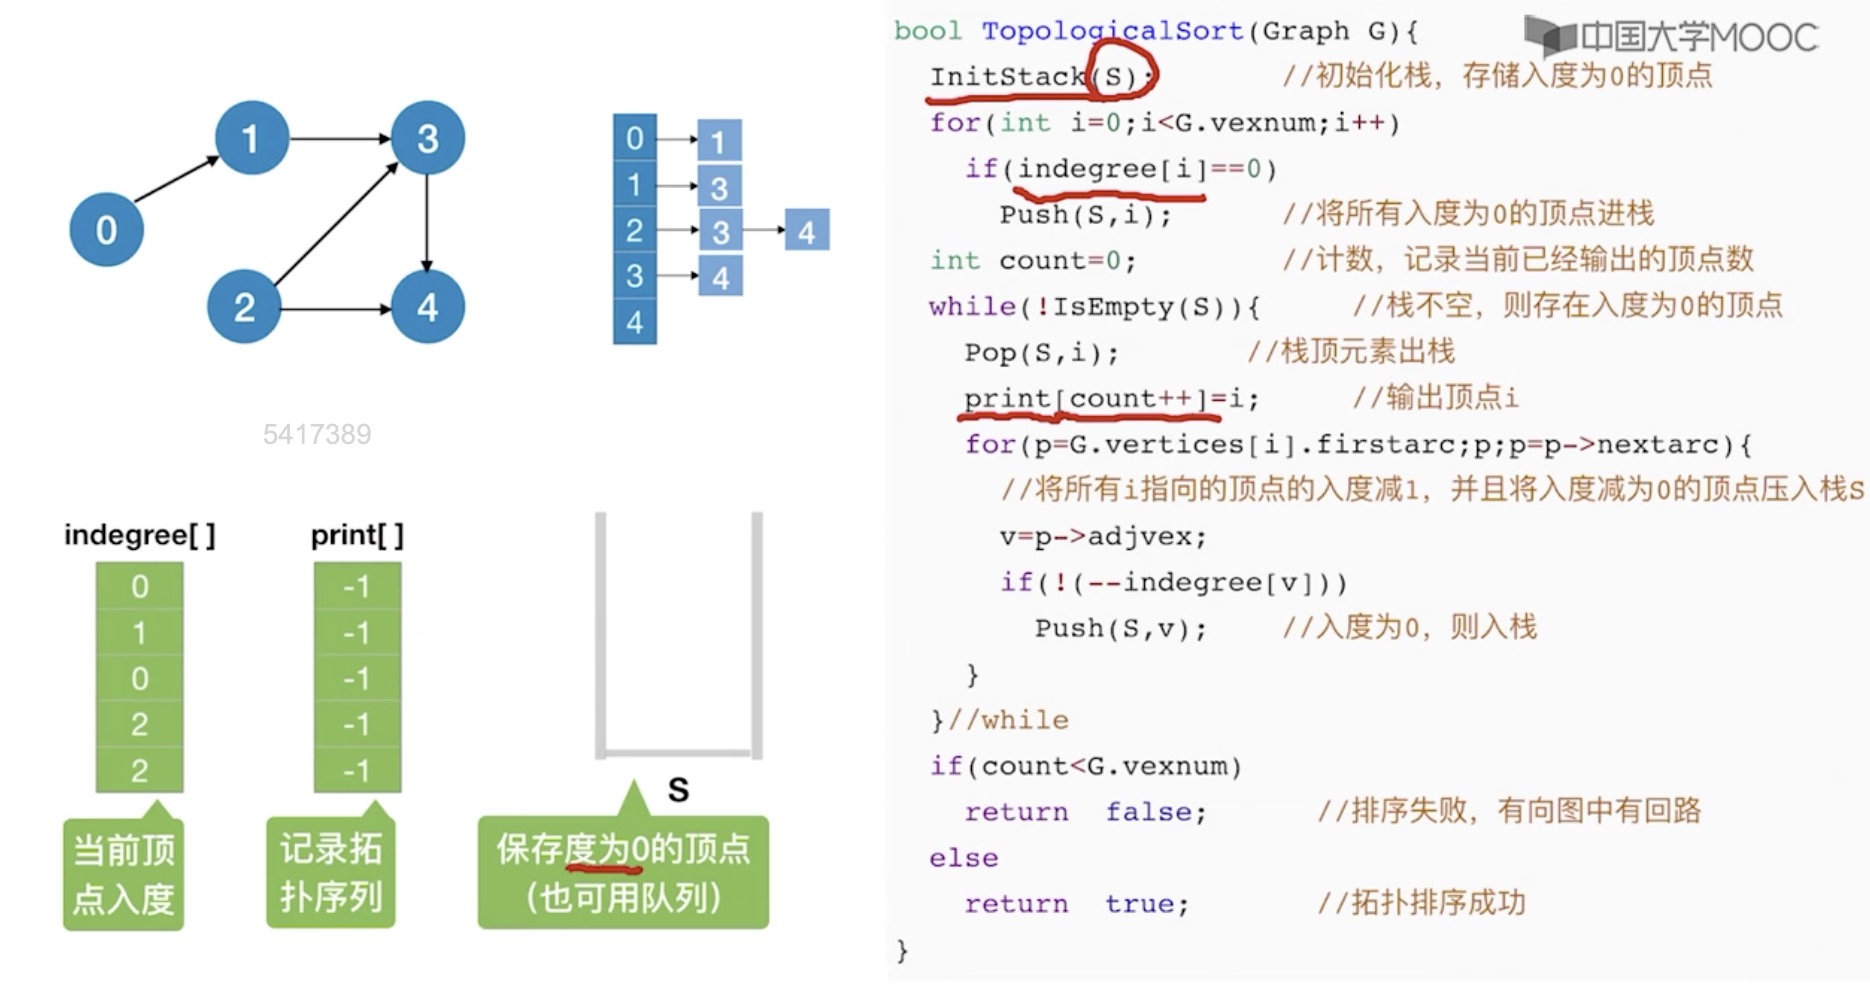 1
3
0
2
4
0
1
1
3
2
3
4
3
4
4
5417389
indegree[ ]
0
1
0
2
2
当前顶
点入度
print[ ]
-1
-1
-1
-1
-1
记录拓
扑序列
S
保存度为0的顶点
（也可用队列）
中国大学MOOC
bool TopologicalSort(Graph G){
InitStack(S); //初始化栈，存储入度为0的顶点
for(int i=0;i<G.vexnum;i++)
if(indegree[i]==0)
Push(S,i); //将所有入度为0的顶点进栈
int count=0; //计数，记录当前已经输出的顶点数
while(!IsEmpty(S)){ //栈不空，则存在入度为0的顶点
Pop(S,i); //栈顶元素出栈
print[count++]=i; //输出顶点i
for(p=G.vertices[i].firstarc;p;p=p->nextarc){
//将所有i指向的顶点的入度减1，并且将入度减为0的顶点压入栈S
v=p->adjvex;
if(!(--indegree[v]))
Push(S,v); //入度为0，则入栈
}
}//while
if(count<G.vexnum)
return false; //排序失败，有向图中有回路
else
return true; //拓扑排序成功
}